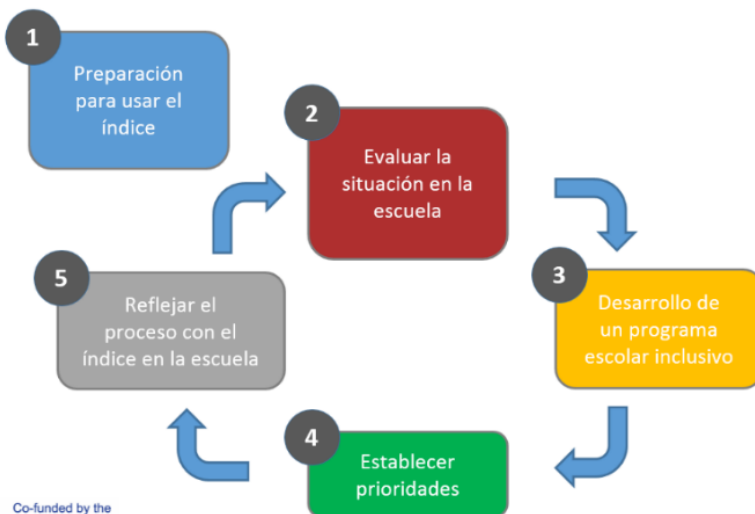 1
Preparación
para usar el
índice
2
Evaluar la
situación en la
escuela
3
Desarrollo de
un programa
escolar inclusivo
4
Establecer
prioridades
5
Reflejar el
proceso con el
índice en la escuela
Co-funded by the